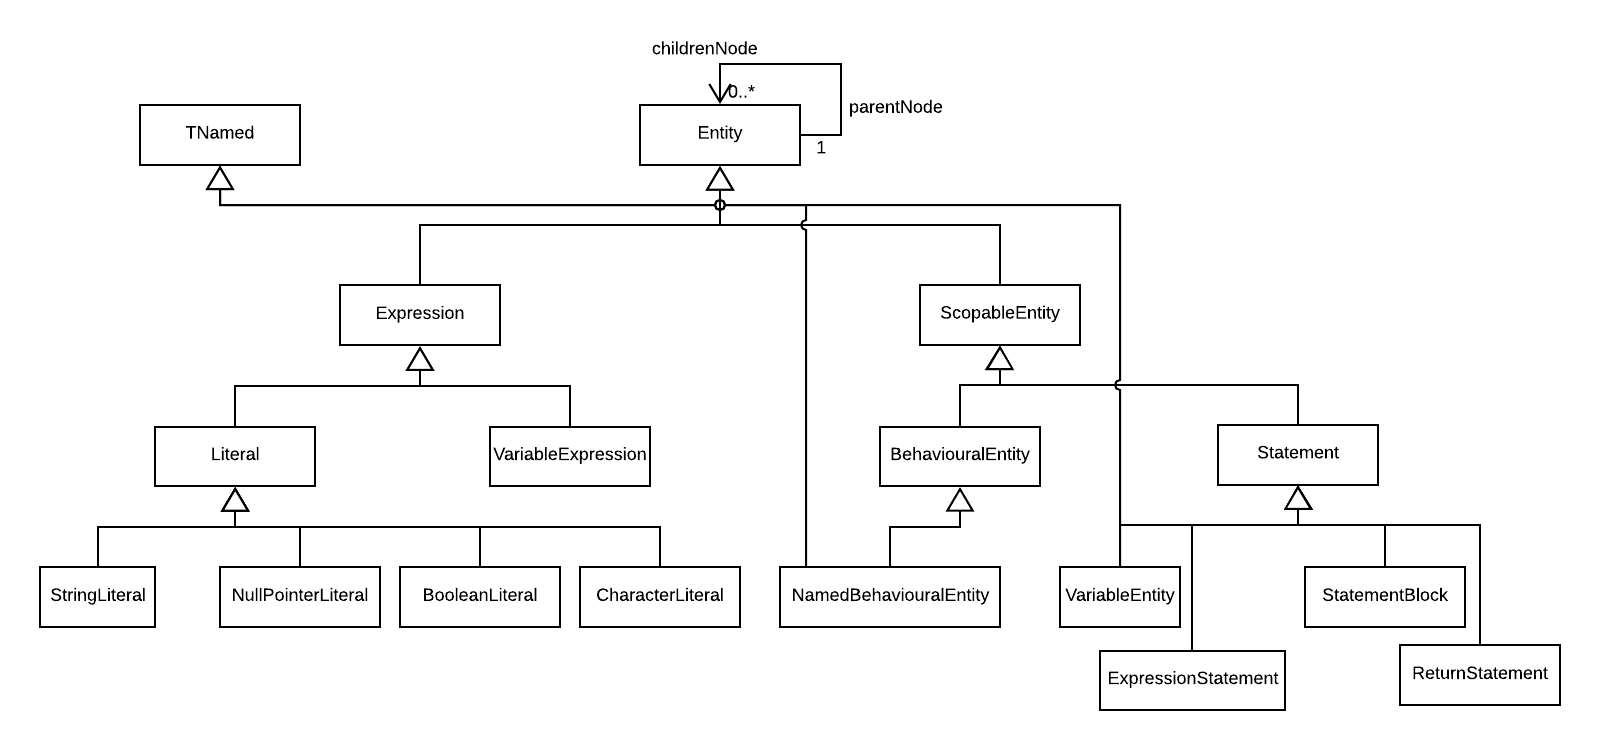 childrenNode
0..*
parentNode
TNamed
Entity
1
Expression
ScopableEntity
Literal
VariableExpression
BehaviouralEntity
Statement
StringLiteral
NullPointerLiteral
BooleanLiteral
CharacterLiteral
NamedBehaviouralEntity
VariableEntity
StatementBlock
ExpressionStatement
ReturnStatement